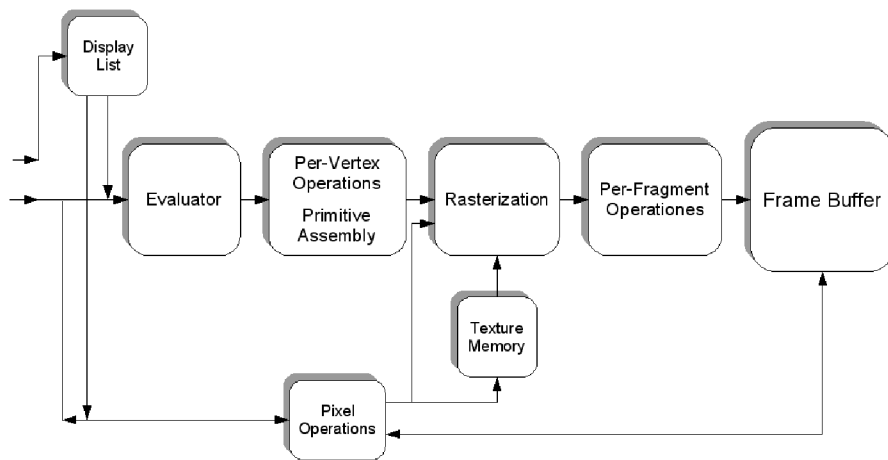 Display
List
Evaluator
Per-Vertex
Operations
Primitive
Assembly
Rasterization
Per-Fragment
Operationes
Frame Buffer
Texture
Memory
Pixel
Operations